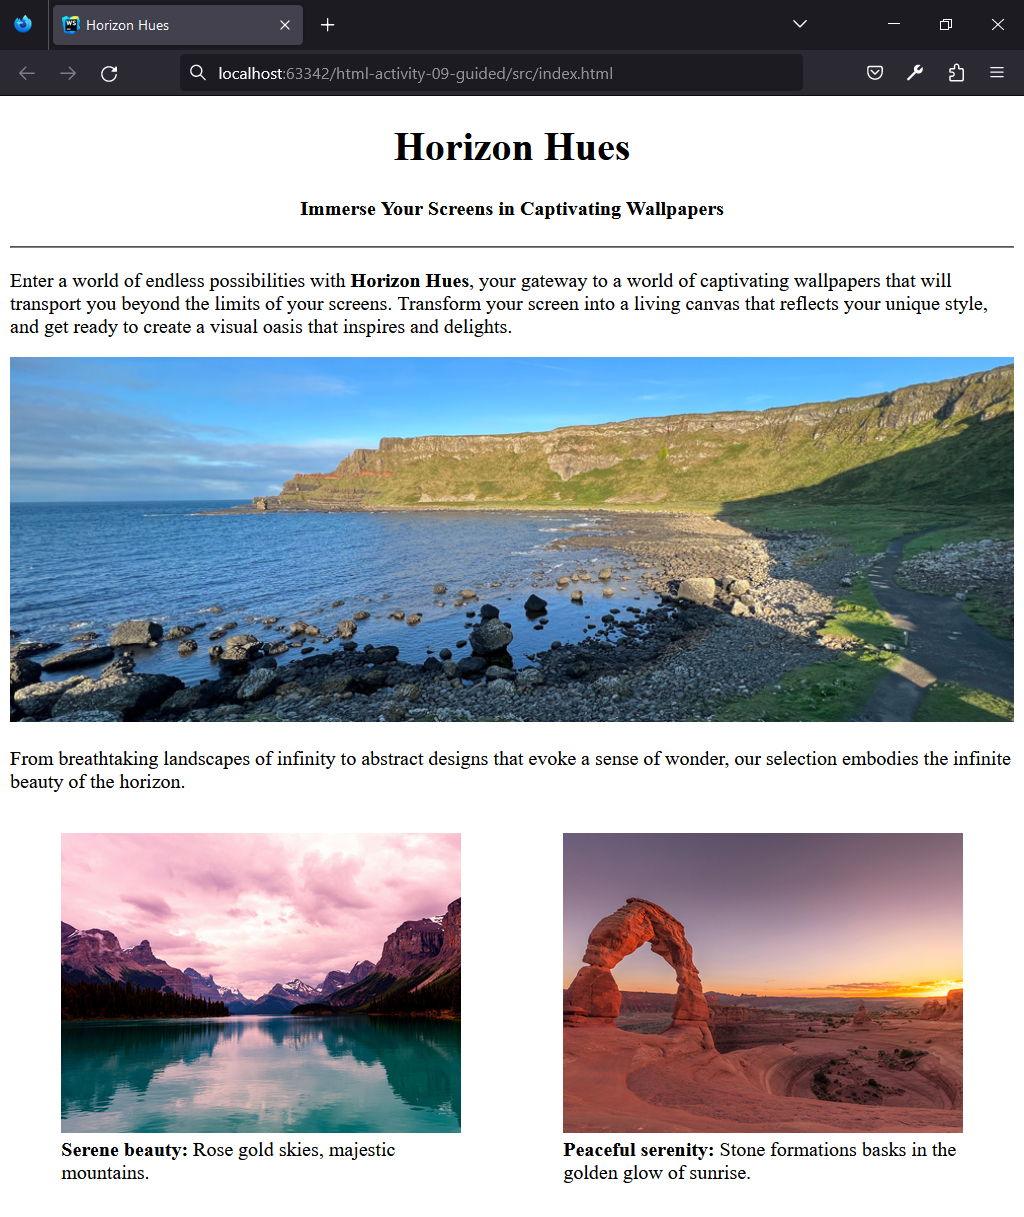 Horizon Hues
localhost:63342/html-activity-09-guided/src/index.html
Horizon Hues
Immerse Your Screens in Captivating Wallpapers
Enter a world of endless possibilities with Horizon Hues, your gateway to a world of captivating wallpapers that will
transport you beyond the limits of your screens. Transform your screen into a living canvas that reflects your unique style,
and get ready to create a visual oasis that inspires and delights.
From breathtaking landscapes of infinity to abstract designs that evoke a sense of wonder, our selection embodies the infinite
beauty of the horizon.
Serene beauty: Rose gold skies, majestic
mountains.
Peaceful serenity: Stone formations basks in the
golden glow of sunrise.